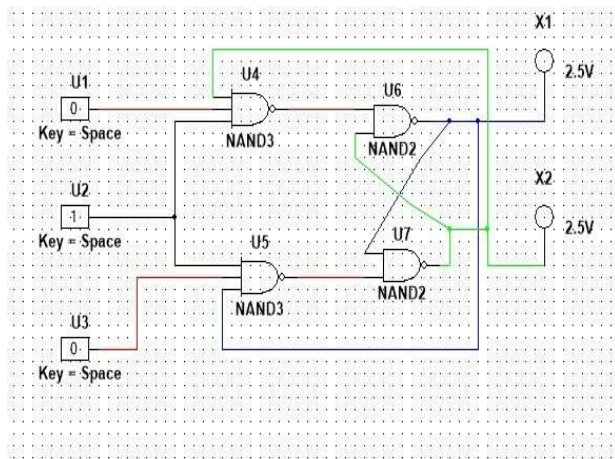 X1
2.5V
U4
U1
0
Key = Space
NAND3
U6
NAND2
X2
2.5V
U2
1
Key = Space
U5
NAND3
U7
NAND2
U3
0
Key = Space